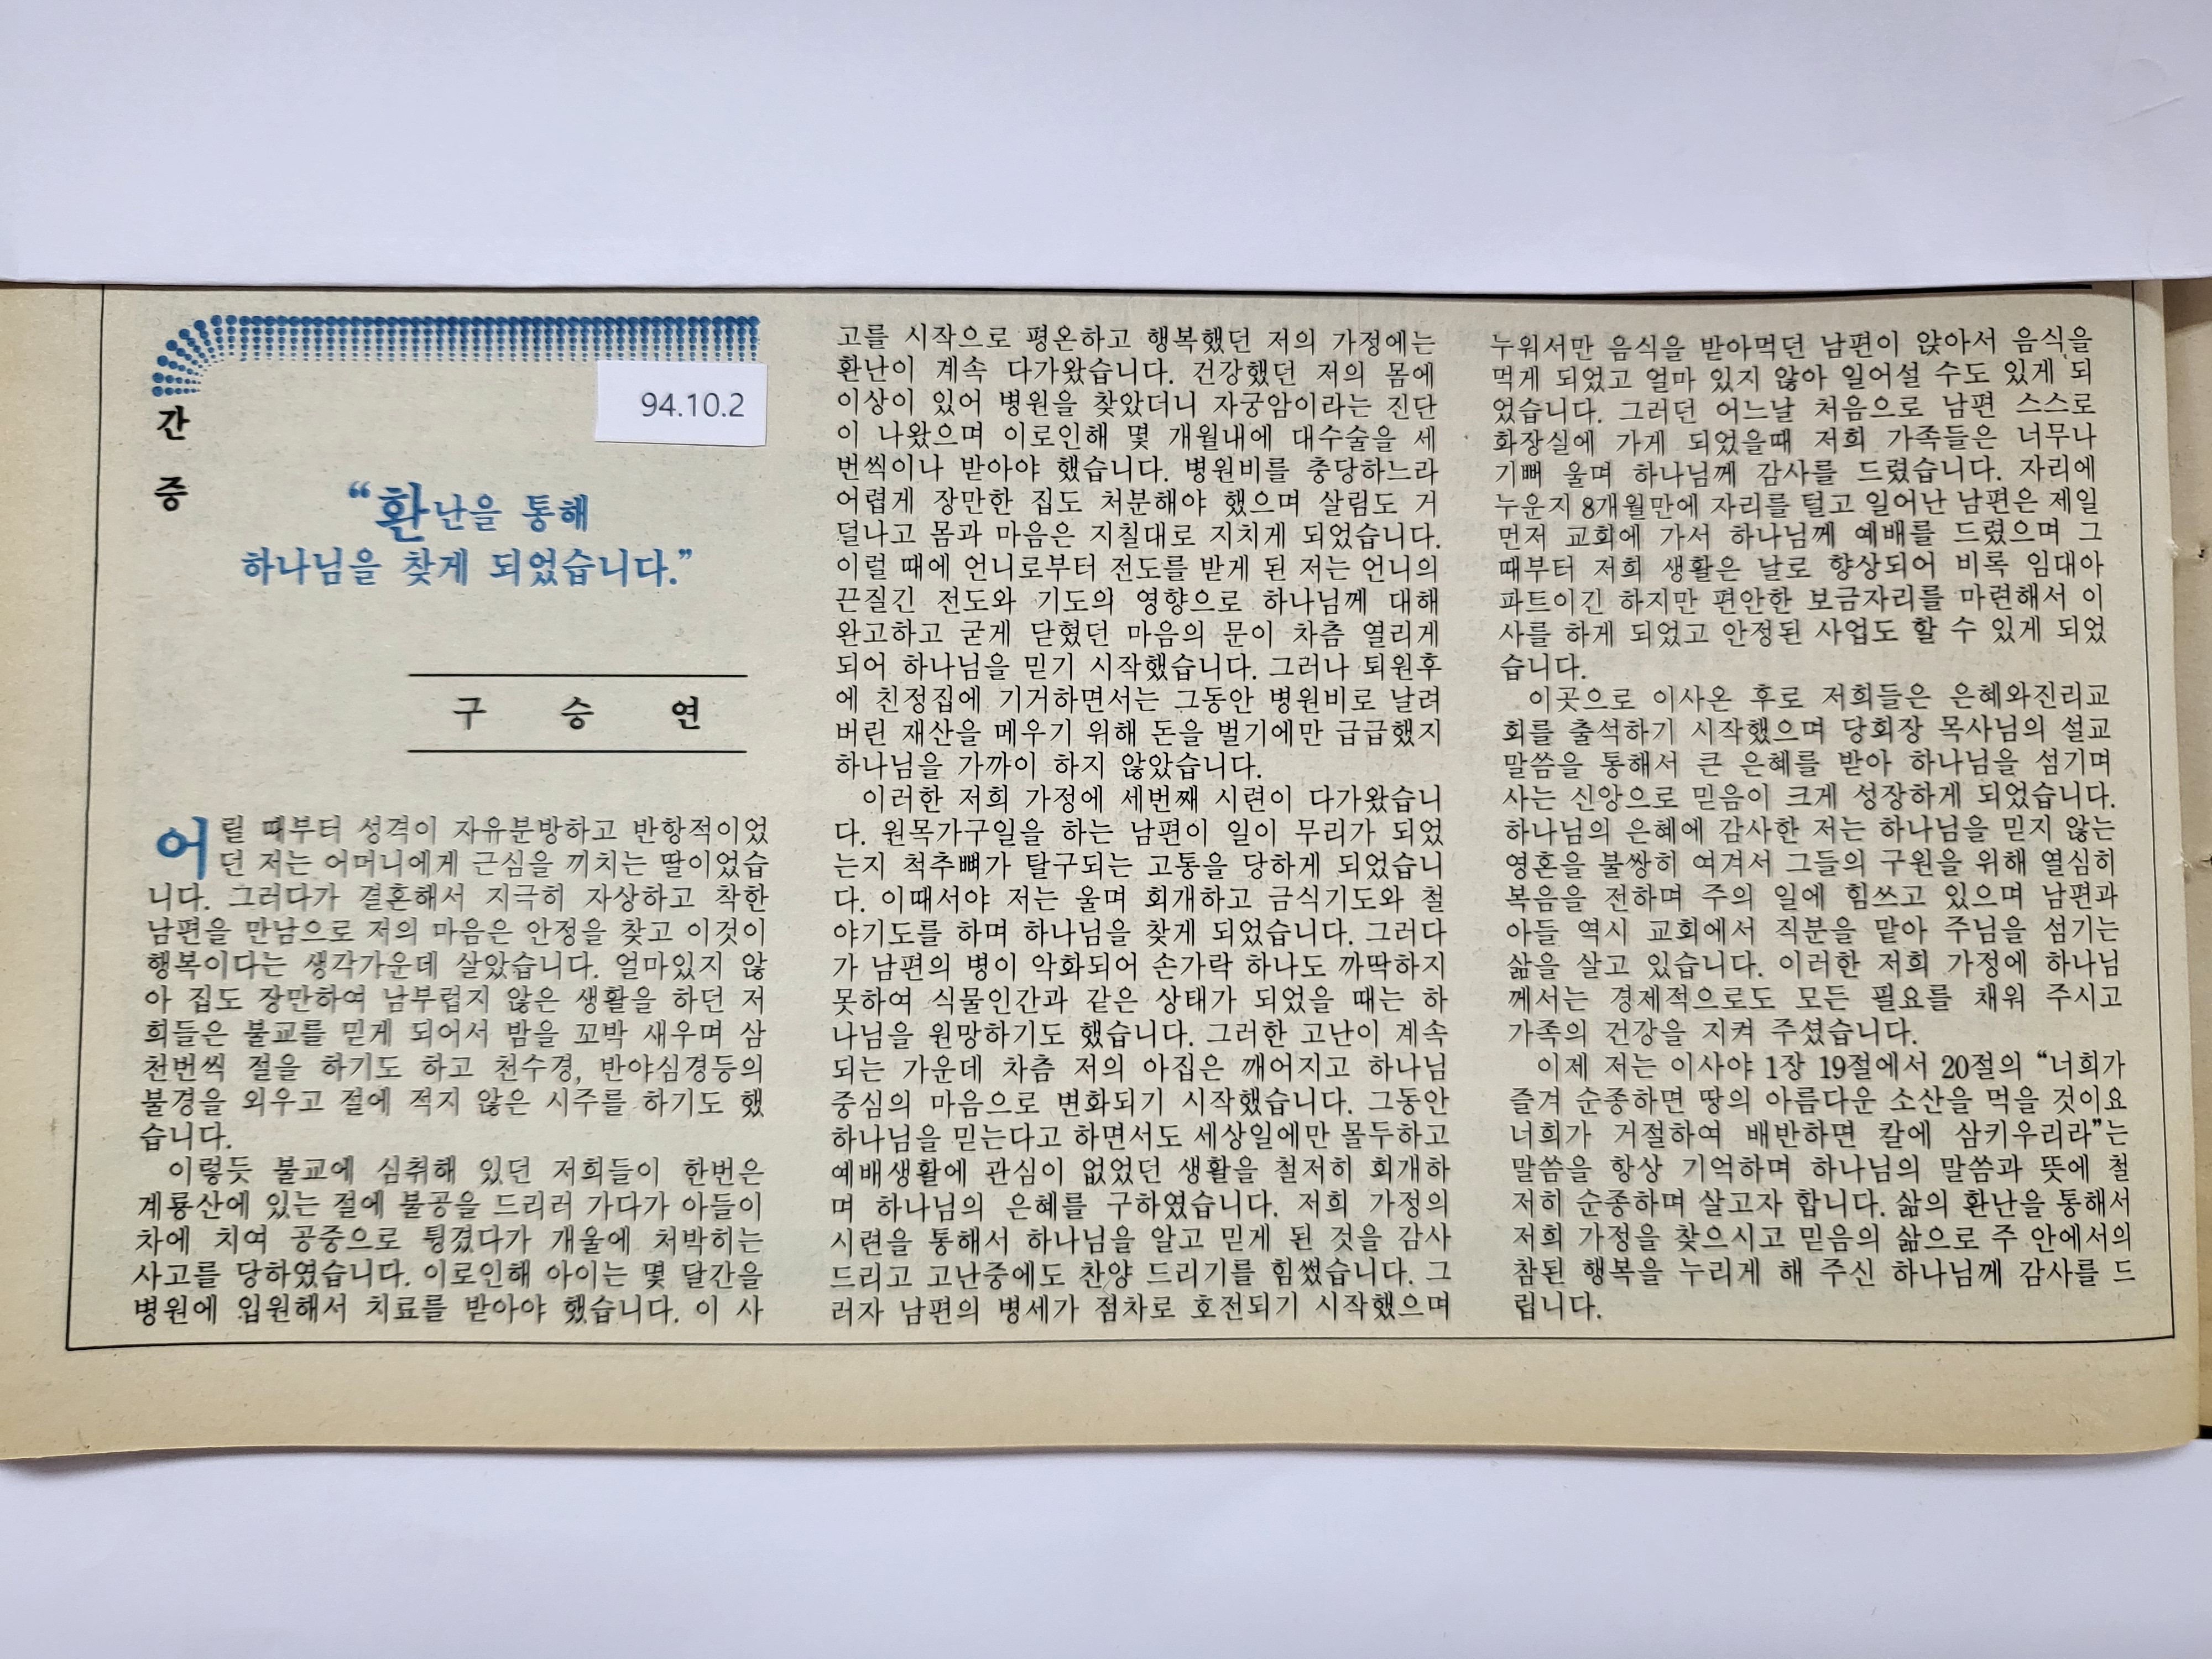 94.10.2
간
증
“환난을 통해
하나님을 찾게 되었습니다.”
구 승 연
어릴 때부터 성격이 자유분방하고 반항적이었
던 저는 어머니에게 근심을 끼치는 딸이었습
니다. 그러다가 결혼해서 지극히 자상하고 착한
남편을 만남으로 저의 마음은 안정을 찾고 이것이
행복이다는 생각가운데 살았습니다. 얼마있지 않
아 집도 장만하여 남부럽지 않은 생활을 하던 저
희들은 불교를 믿게 되어서 밤을 꼬박 새우며 삼
천번씩 절을 하기도 하고 천수경, 반야심경등의
불경을 외우고 절에 적지 않은 시주를 하기도 했
습니다.
이렇듯 불교에 심취해 있던 저희들이 한번은
계룡산에 있는 절에 불공을 드리러 가다가 아들이
차에 치여 공중으로 튕겼다가 개울에 처박히는
사고를 당하였습니다. 이로인해 아이는 몇 달간을
병원에 입원해서 치료를 받아야 했습니다. 이 사
고를 시작으로 평온하고 행복했던 저의 가정에는
환난이 계속 다가왔습니다. 건강했던 저의 몸에
이상이 있어 병원을 찾았더니 자궁암이라는 진단
이 나왔으며 이로인해 몇 개월내에 대수술을 세
번씩이나 받아야 했습니다. 병원비를 충당하느라
어렵게 장만한 집도 처분해야 했으며 살림도 거
덜나고 몸과 마음은 지칠대로 지치게 되었습니다.
이럴 때에 언니로부터 전도를 받게 된 저는 언니의
끈질긴 전도와 기도의 영향으로 하나님께 대해
완고하고 굳게 닫혔던 마음의 문이 차츰 열리게
되어 하나님을 믿기 시작했습니다. 그러나 퇴원후
에 친정집에 기거하면서는 그동안 병원비로 날려
버린 재산을 메우기 위해 돈을 벌기에만 급급했지
하나님을 가까이 하지 않았습니다.
이러한 저희 가정에 세번째 시련이 다가왔습니
다. 원목가구일을 하는 남편이 일이 무리가 되었
는지 척추뼈가 탈구되는 고통을 당하게 되었습니
다. 이때서야 저는 울며 회개하고 금식기도와 철
야기도를 하며 하나님을 찾게 되었습니다. 그러다
가 남편의 병이 악화되어 손가락 하나도 까딱하지
못하여 식물인간과 같은 상태가 되었을 때는 하
나님을 원망하기도 했습니다. 그러한 고난이 계속
되는 가운데 차츰 저의 아집은 깨어지고 하나님
중심의 마음으로 변화되기 시작했습니다. 그동안
하나님을 믿는다고 하면서도 세상일에만 몰두하고
예배생활에 관심이 없었던 생활을 철저히 회개하
며 하나님의 은혜를 구하였습니다. 저희 가정의
시련을 통해서 하나님을 알고 믿게 된 것을 감사
드리고 고난중에도 찬양 드리기를 힘썼습니다. 그
러자 남편의 병세가 점차로 호전되기 시작했으며
누워서만 음식을 받아먹던 남편이 앉아서 음식을
먹게 되었고 얼마 있지 않아 일어설 수도 있게 되
었습니다. 그러던 어느날 처음으로 남편 스스로
화장실에 가게 되었을때 저희 가족들은 너무나
기뻐 울며 하나님께 감사를 드렸습니다. 자리에
누운지 8개월만에 자리를 털고 일어난 남편은 제일
먼저 교회에 가서 하나님께 예배를 드렸으며 그
때부터 저희 생활은 날로 향상되어 비록 임대아
파트이긴 하지만 편안한 보금자리를 마련해서 이
사를 하게 되었고 안정된 사업도 할 수 있게 되었
습니다.
이곳으로 이사온 후로 저희들은 은혜와진리교
회를 출석하기 시작했으며 당회장 목사님의 설교
말씀을 통해서 큰 은혜를 받아 하나님을 섬기며
사는 신앙으로 믿음이 크게 성장하게 되었습니다.
하나님의 은혜에 감사한 저는 하나님을 믿지 않는
영혼을 불쌍히 여겨서 그들의 구원을 위해 열심히
복음을 전하며 주의 일에 힘쓰고 있으며 남편과
아들 역시 교회에서 직분을 맡아 주님을 섬기는
삶을 살고 있습니다. 이러한 저희 가정에 하나님
께서는 경제적으로도 모든 필요를 채워 주시고
가족의 건강을 지켜 주셨습니다.
이제 저는 이사야 1장 19절에서 20절의 “너희가
즐겨 순종하면 땅의 아름다운 소산을 먹을 것이요
너희가 거절하여 배반하면 칼에 삼키우리라”는
말씀을 항상 기억하며 하나님의 말씀과 뜻에 철
저히 순종하며 살고자 합니다. 삶의 환난을 통해서
저희 가정을 찾으시고 믿음의 삶으로 주 안에서의
참된 행복을 누리게 해 주신 하나님께 감사를 드
립니다.